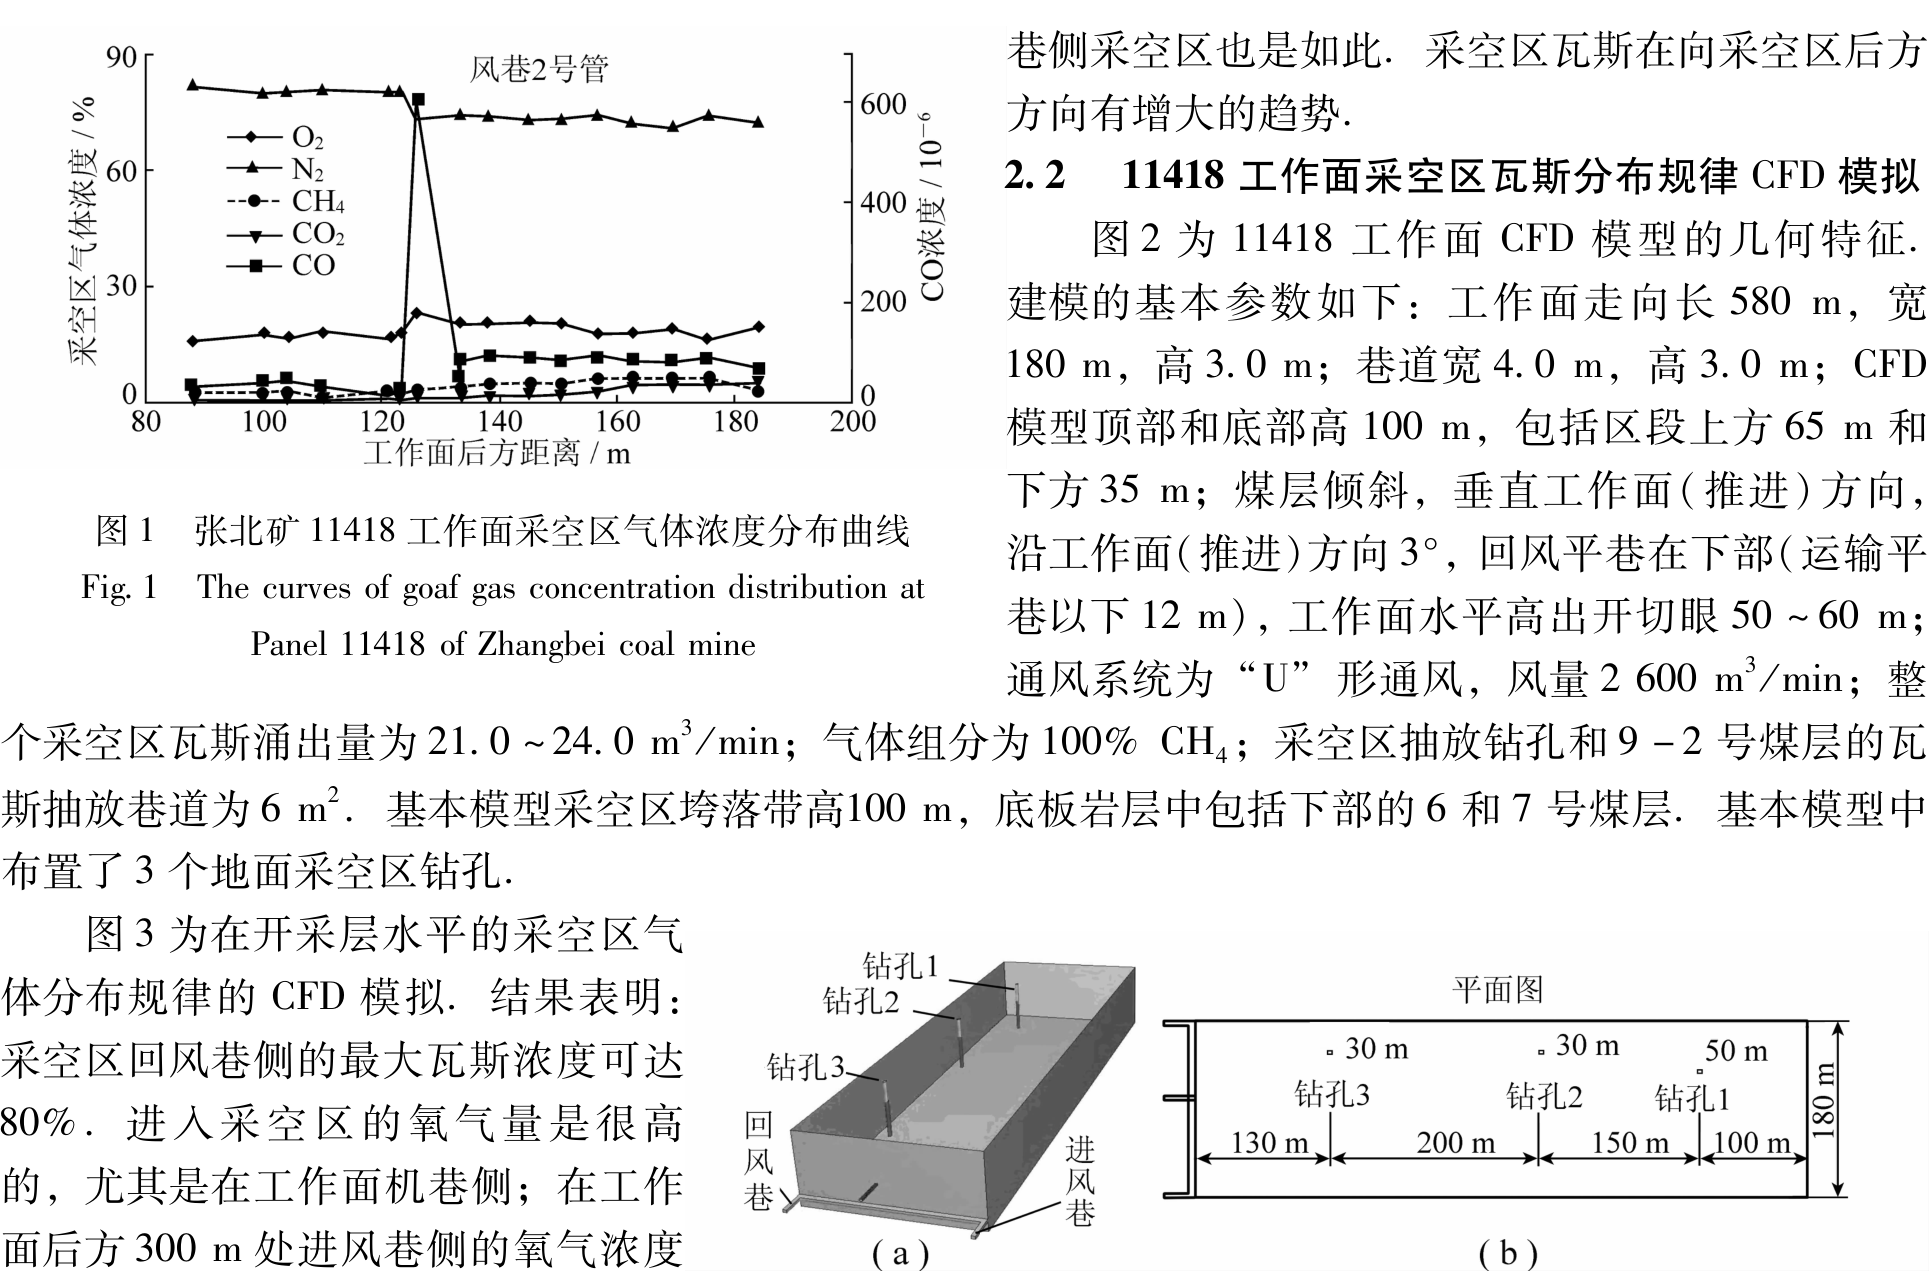 90
60
30
0
采空区气体浓度 / %
风巷2号管
O₂
N₂
CH₄
CO₂
CO
600
400
200
0
CO浓度 / 10⁻⁶
80 100 120 140 160 180 200
工作面后方距离 / m
图 1 张北矿 11418 工作面采空区气体浓度分布曲线
Fig. 1 The curves of goaf gas concentration distribution at
Panel 11418 of Zhangbei coal mine
巷侧采空区也是如此. 采空区瓦斯在向采空区后方
方向有增大的趋势.
2. 2 11418 工作面采空区瓦斯分布规律 CFD 模拟
图 2 为 11418 工作面 CFD 模型的几何特征.
建模的基本参数如下: 工作面走向长 580 m, 宽
180 m, 高 3. 0 m; 巷道宽 4. 0 m, 高 3. 0 m; CFD
模型顶部和底部高 100 m, 包括区段上方 65 m 和
下方 35 m; 煤层倾斜, 垂直工作面(推进)方向,
沿工作面(推进)方向 3°, 回风平巷在下部(运输平
巷以下 12 m), 工作面水平高出开切眼 50 ~ 60 m;
通风系统为 “U” 形通风, 风量 2 600 m³/min; 整
个采空区瓦斯涌出量为 21. 0 ~ 24. 0 m³/min; 气体组分为 100% CH₄; 采空区抽放钻孔和 9 – 2 号煤层的瓦
斯抽放巷道为 6 m². 基本模型采空区垮落带高100 m, 底板岩层中包括下部的 6 和 7 号煤层. 基本模型中
布置了 3 个地面采空区钻孔.
图 3 为在开采层水平的采空区气
体分布规律的 CFD 模拟. 结果表明:
采空区回风巷侧的最大瓦斯浓度可达
80%. 进入采空区的氧气量是很高
的, 尤其是在工作面机巷侧; 在工作
面后方 300 m 处进风巷侧的氧气浓度
钻孔1
钻孔2
钻孔3
回风巷
进风巷
( a )
平面图
30 m 30 m 50 m
钻孔3 钻孔2 钻孔1
130 m 200 m 150 m 100 m
180 m
( b )